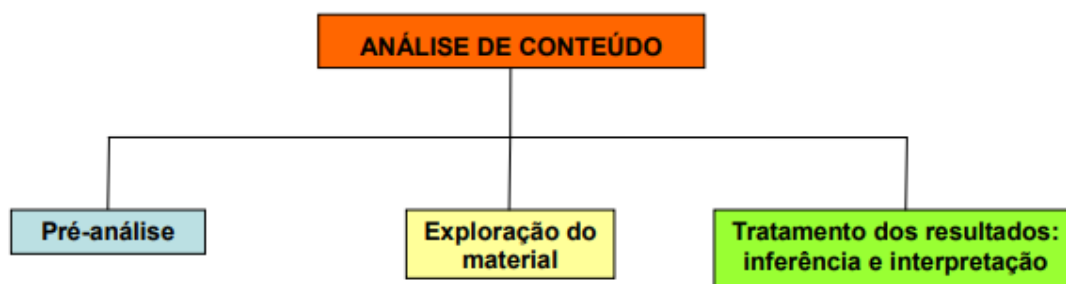 ANÁLISE DE CONTEÚDO
Pré-análise
Exploração do
material
Tratamento dos resultados:
inferência e interpretação